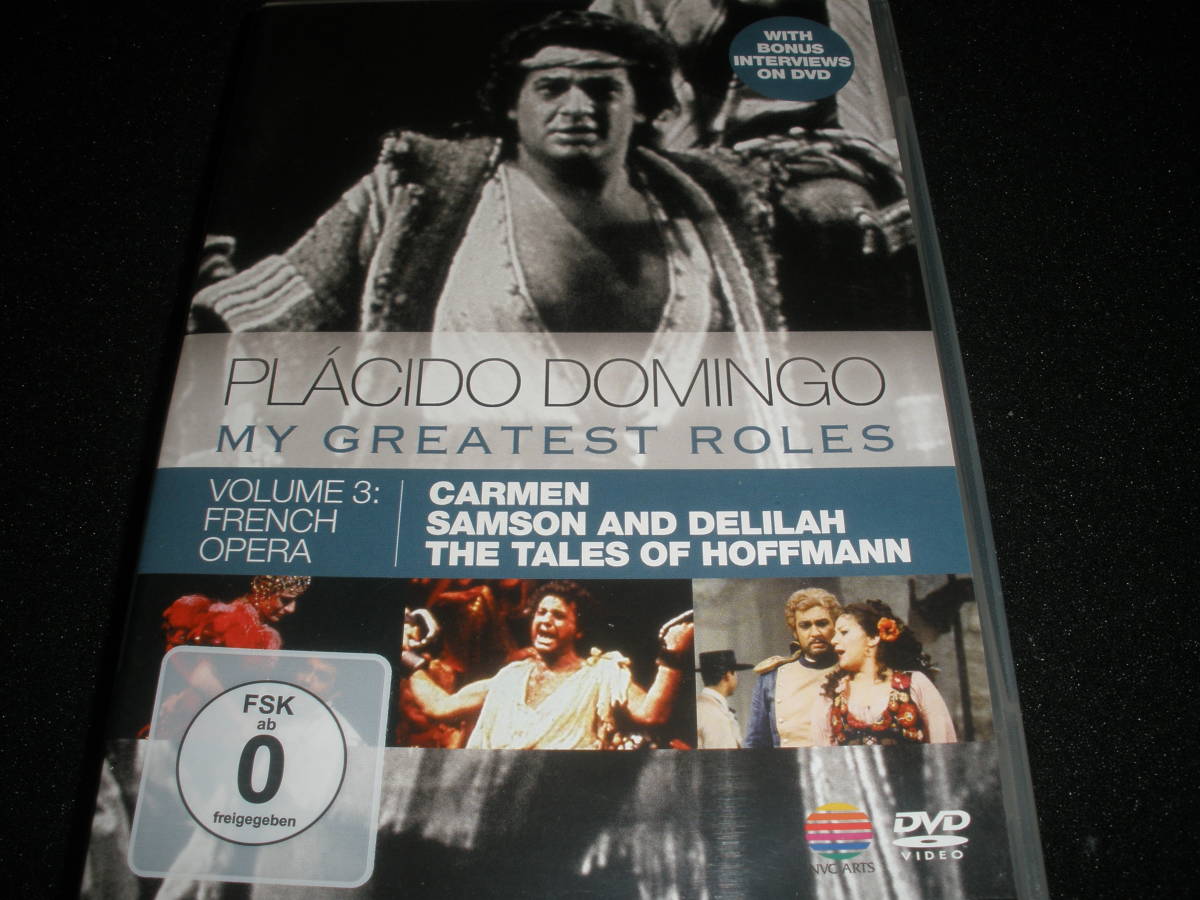 WITH
BONUS
INTERVIEWS
ON DVD
PLÁCIDO DOMINGO
MY GREATEST ROLES
VOLUME 3:
FRENCH
OPERA
CARMEN
SAMSON AND DELILAH
THE TALES OF HOFFMANN
FSK
ab
0
freigegeben
NVC ARTS
DVD
VIDEO